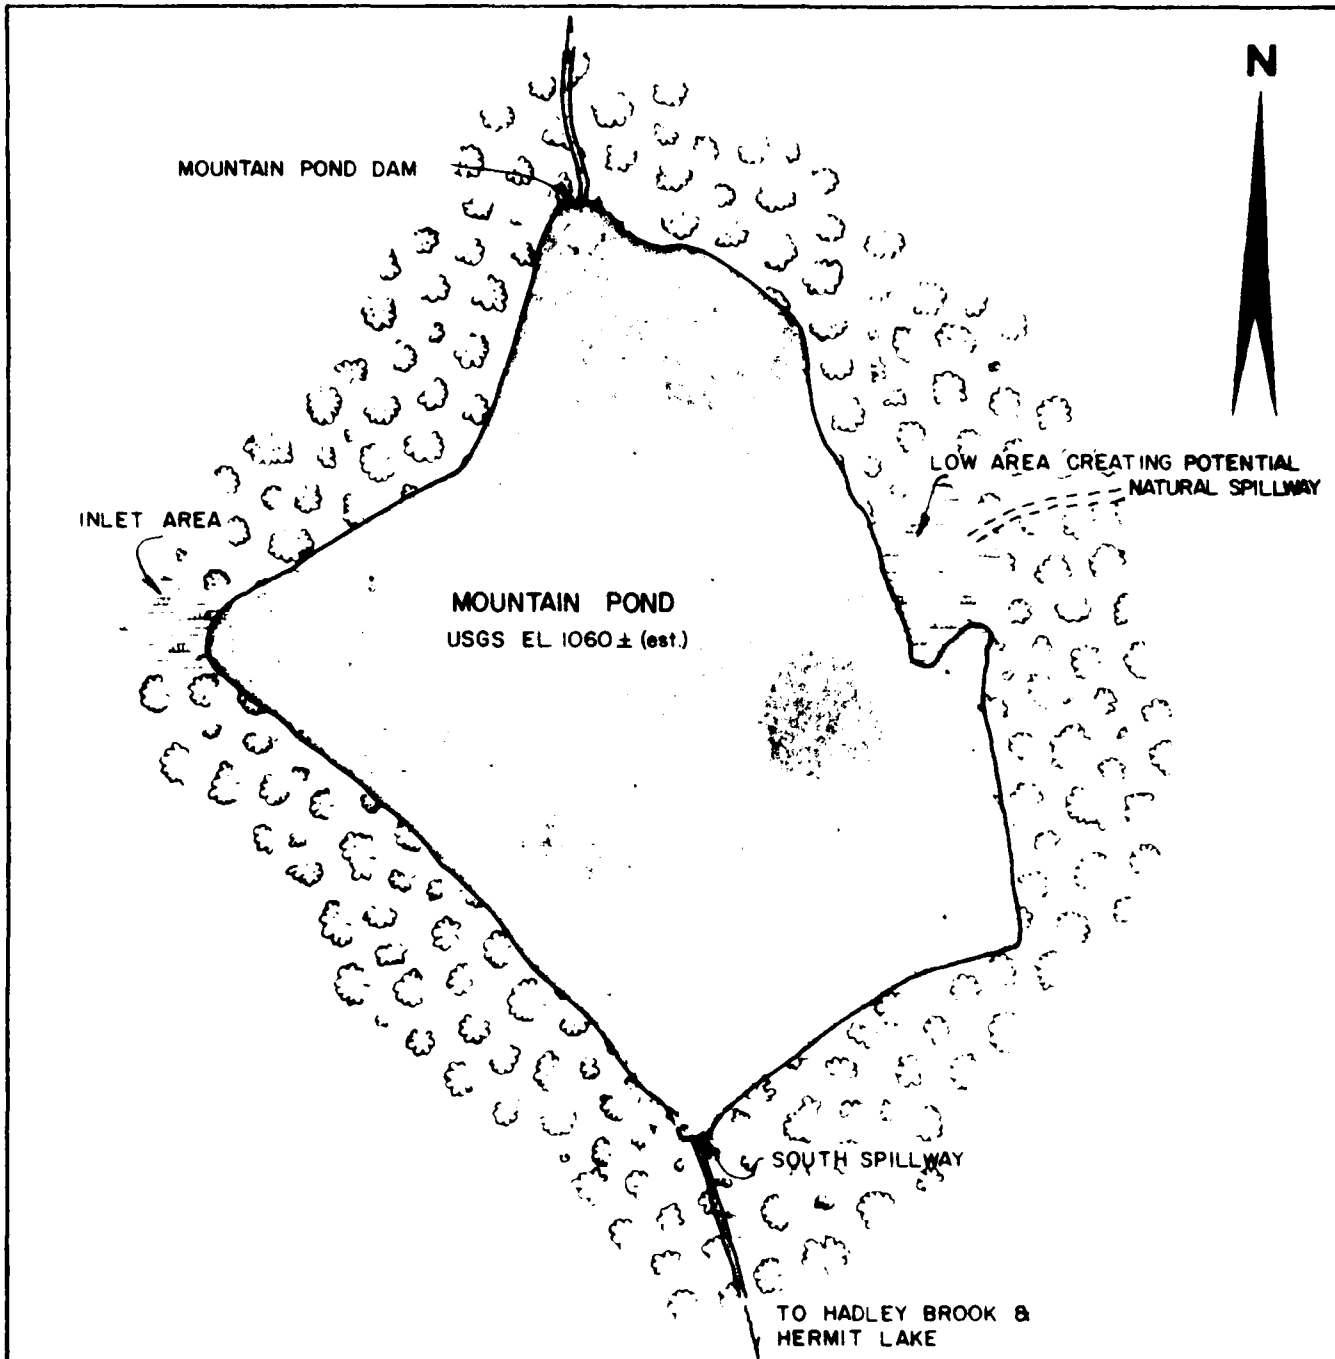 N
MOUNTAIN POND DAM
LOW AREA CREATING POTENTIAL
NATURAL SPILLWAY
INLET AREA
MOUNTAIN POND
USGS EL 1060 ± (est.)
SOUTH SPILLWAY
TO HADLEY BROOK &
HERMIT LAKE